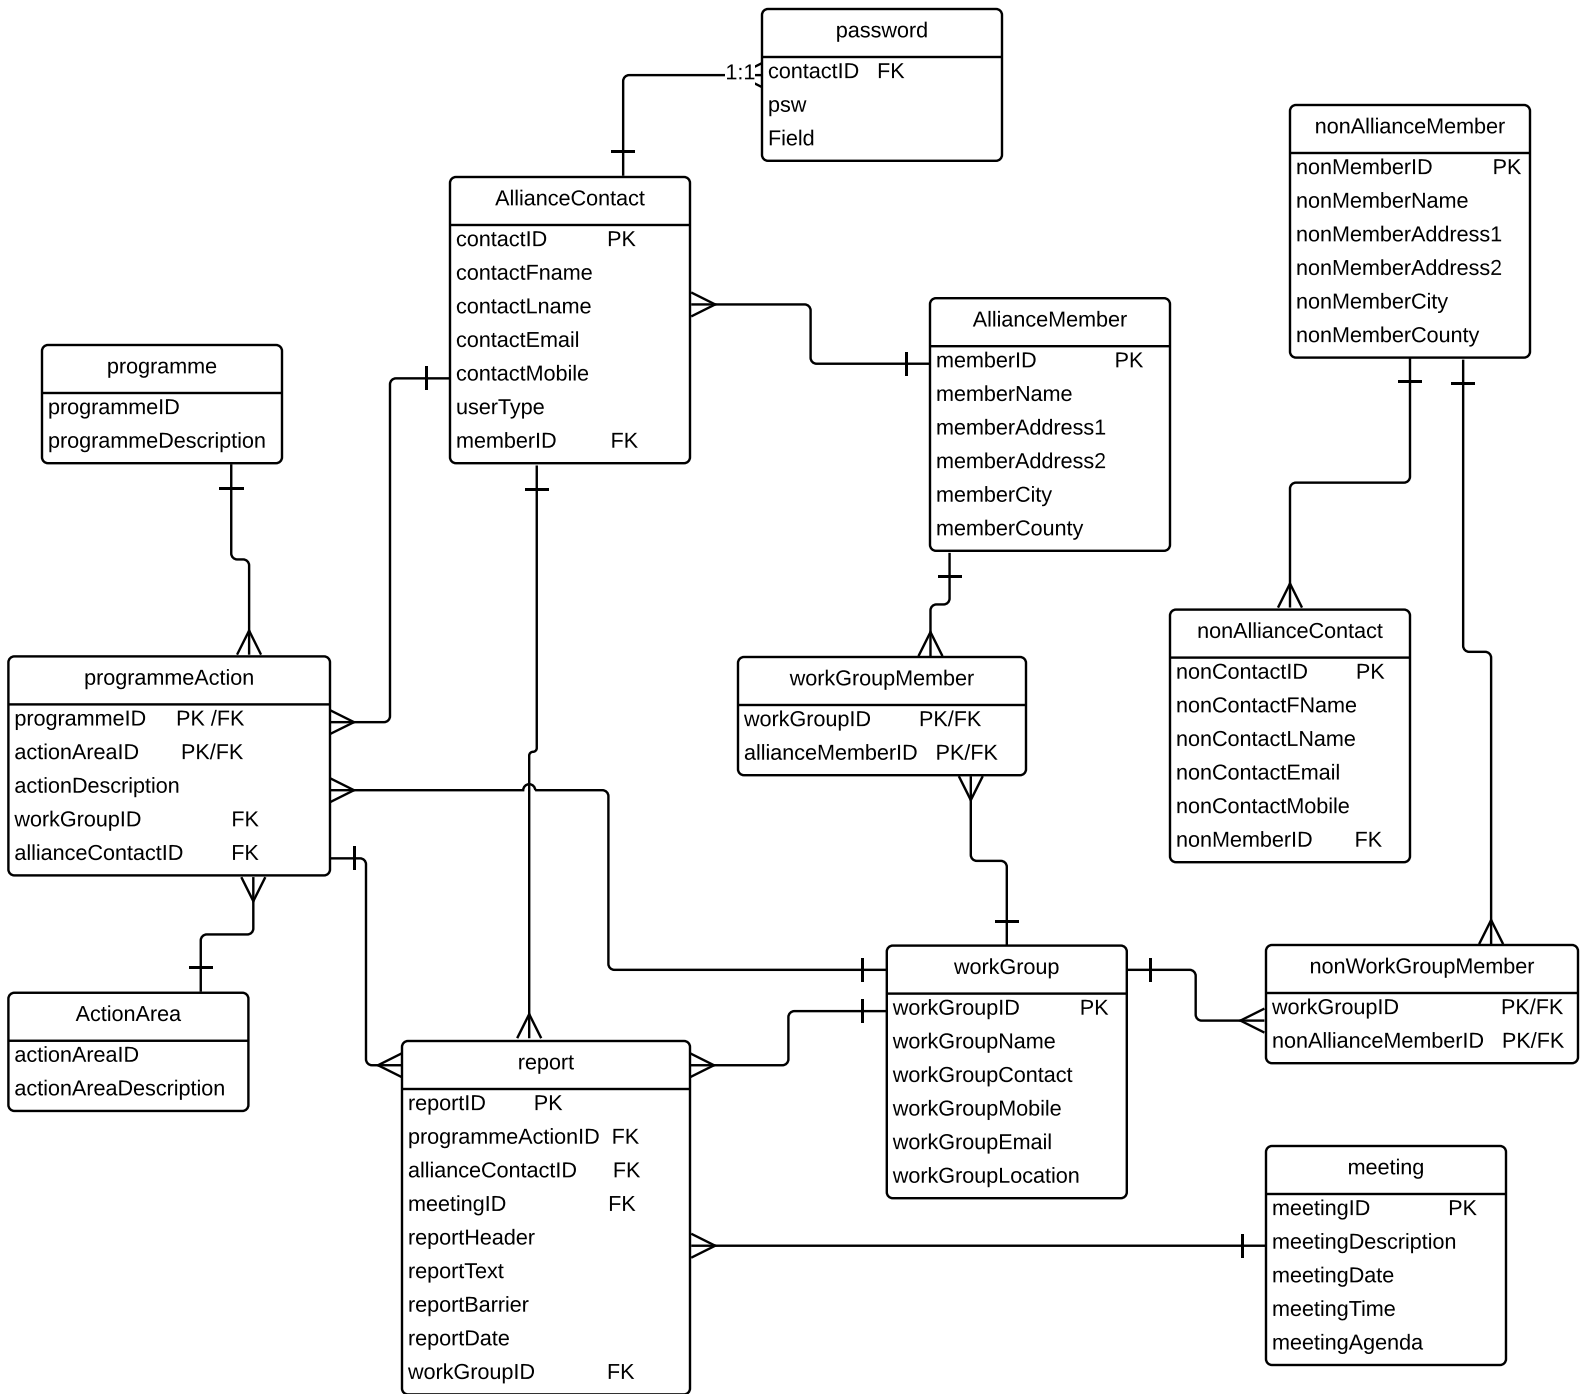 password
1:1
contactID FK
psw
Field
nonAllianceMember
nonMemberID PK
nonMemberName
nonMemberAddress1
nonMemberAddress2
nonMemberCity
nonMemberCounty
AllianceContact
contactID PK
contactFname
contactLname
contactEmail
contactMobile
userType
memberID FK
AllianceMember
memberID PK
memberName
memberAddress1
memberAddress2
memberCity
memberCounty
programme
programmeID
programmeDescription
nonAllianceContact
nonContactID PK
nonContactFName
nonContactLName
nonContactEmail
nonContactMobile
nonMemberID FK
programmeAction
programmeID PK /FK
actionAreaID PK/FK
actionDescription
workGroupID FK
allianceContactID FK
workGroupMember
workGroupID PK/FK
allianceMemberID PK/FK
ActionArea
actionAreaID
actionAreaDescription
workGroup
workGroupID PK
workGroupName
workGroupContact
workGroupMobile
workGroupEmail
workGroupLocation
nonWorkGroupMember
workGroupID PK/FK
nonAllianceMemberID PK/FK
report
reportID PK
programmeActionID FK
allianceContactID FK
meetingID FK
reportHeader
reportText
reportBarrier
reportDate
workGroupID FK
meeting
meetingID PK
meetingDescription
meetingDate
meetingTime
meetingAgenda